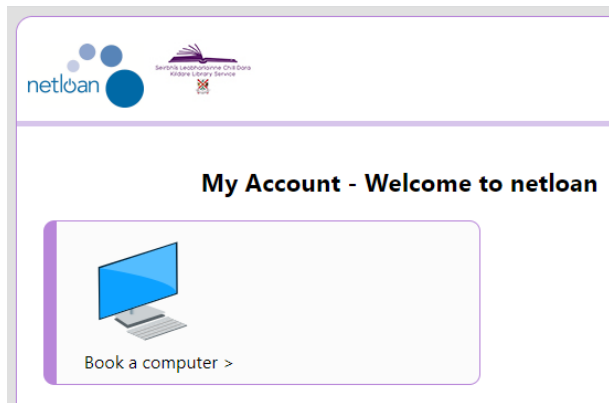 netloan
Seirbhís Leabharlainne Chill Dara
Kildare Library Service
My Account - Welcome to netloan
Book a computer >